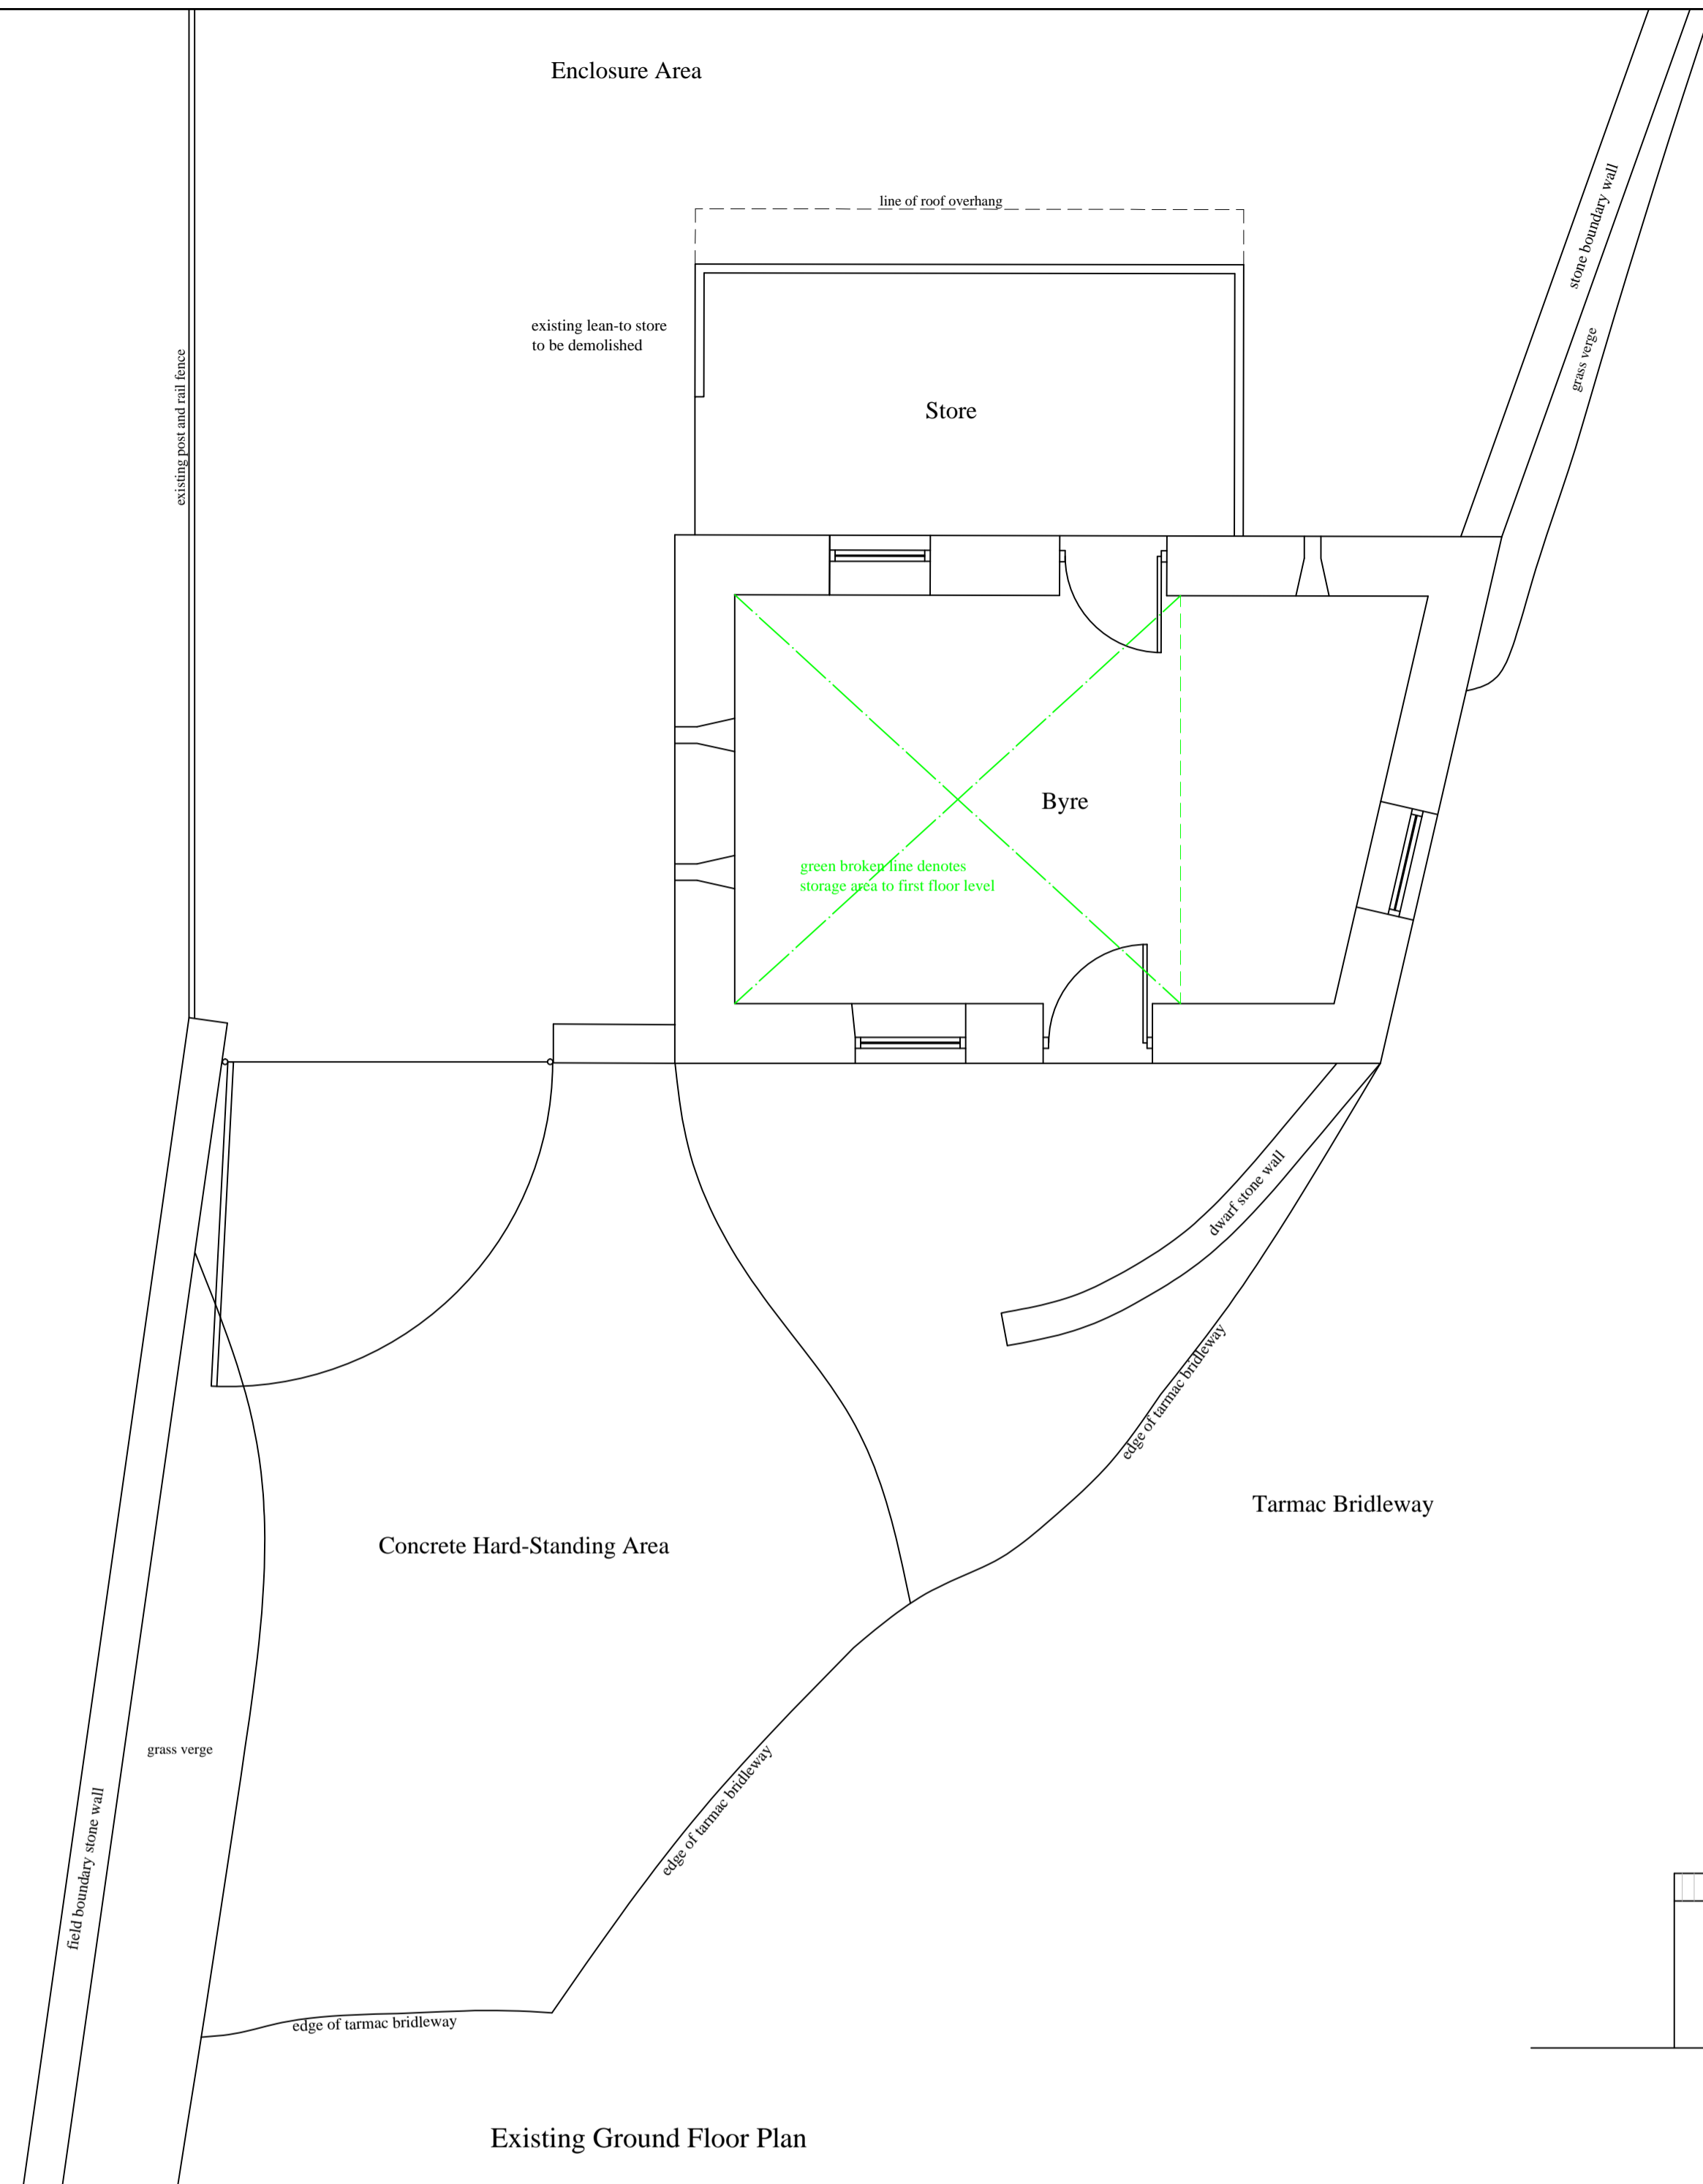 Enclosure Area
line of roof overhang
stone boundary wall
grass verge
existing post and rail fence
existing lean-to store
to be demolished
Store
Byre
green broken line denotes
storage area to first floor level
dwarf stone wall
edge of tarmac bridleway
Tarmac Bridleway
Concrete Hard-Standing Area
grass verge
field boundary stone wall
edge of tarmac bridleway
edge of tarmac bridleway
Existing Ground Floor Plan